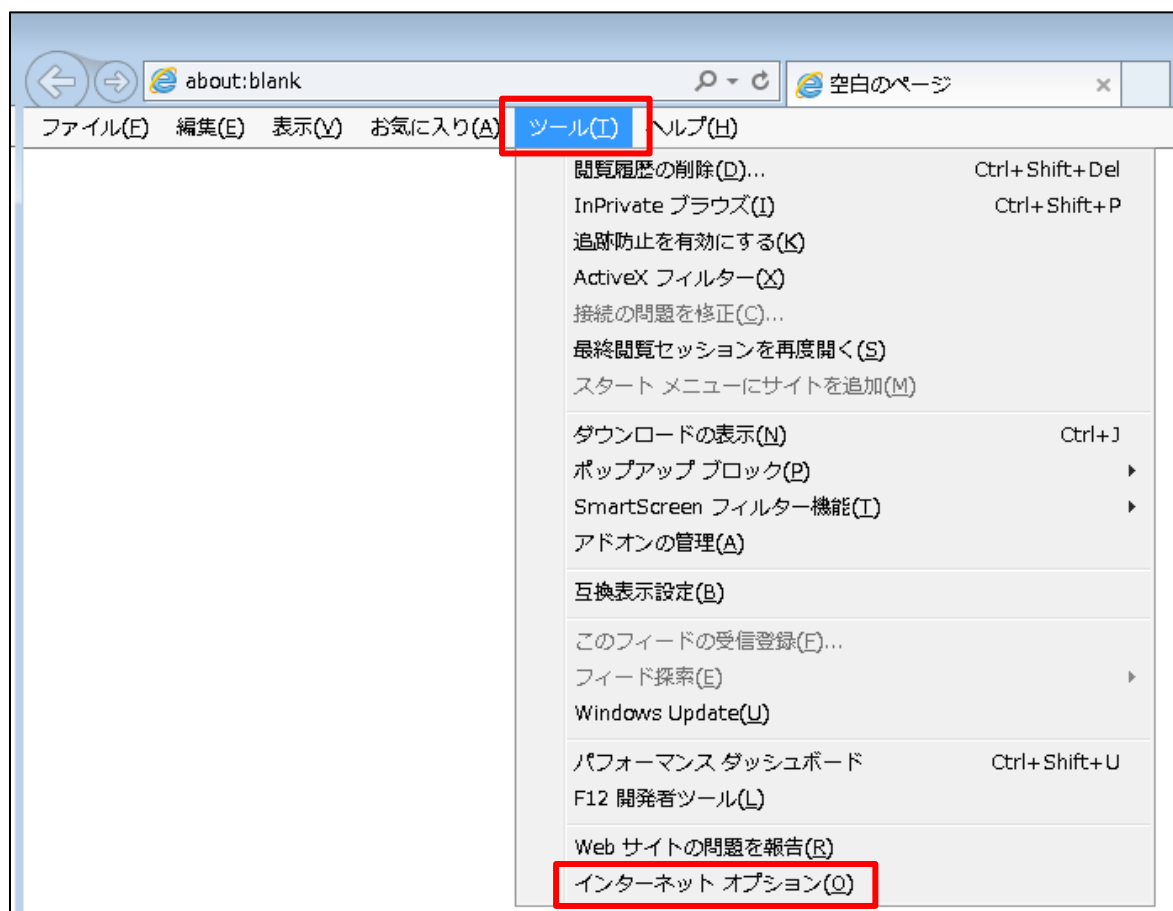 about:blank
空白のページ
ファイル(F) 編集(E) 表示(V) お気に入り(A) ツール(T) ヘルプ(H)
閲覧履歴の削除(D)... Ctrl+Shift+Del
InPrivate ブラウズ(I) Ctrl+Shift+P
追跡防止を有効にする(K)
ActiveX フィルター(X)
接続の問題を修正(C)...
最終閲覧セッションを再度開く(S)
スタート メニューにサイトを追加(M)
ダウンロードの表示(N) Ctrl+J
ポップアップ ブロック(P)
SmartScreen フィルター機能(T)
アドオンの管理(A)
互換表示設定(B)
このフィードの受信登録(F)...
フィード探索(E)
Windows Update(U)
パフォーマンス ダッシュボード Ctrl+Shift+U
F12 開発者ツール(L)
Web サイトの問題を報告(R)
インターネット オプション(O)